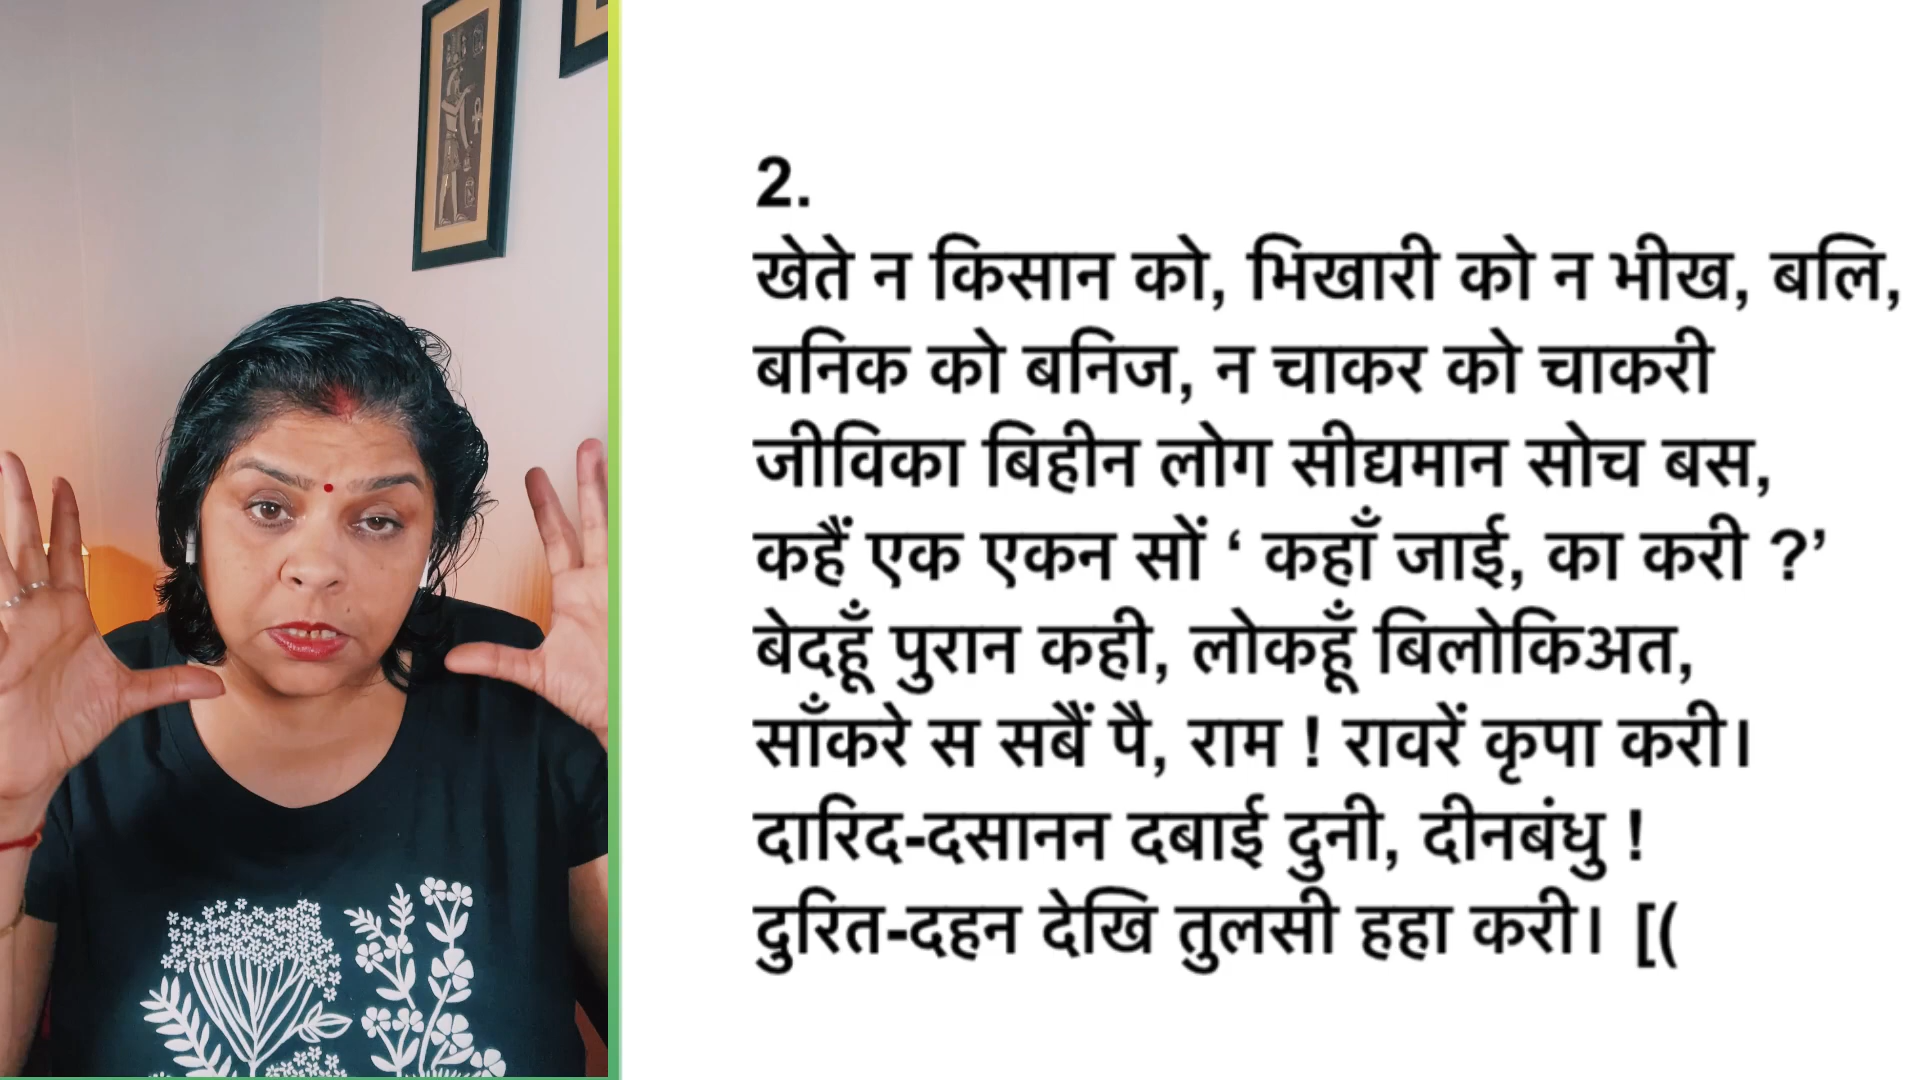 2.
खेते न किसान को, भिखारी को न भीख, बलि,
बनिक को बनिज, न चाकर को चाकरी
जीविका बिहीन लोग सीद्यमान सोच बस,
कहैं एक एकन सों ‘ कहाँ जाई, का करी ?’
बेदहूँ पुरान कही, लोकहूँ बिलोकिअत,
साँकरे स सबैं पै, राम ! रावरें कृपा करी।
दारिद-दसानन दबाई दुनी, दीनबंधु !
दुरित-दहन देखि तुलसी हहा करी। [(